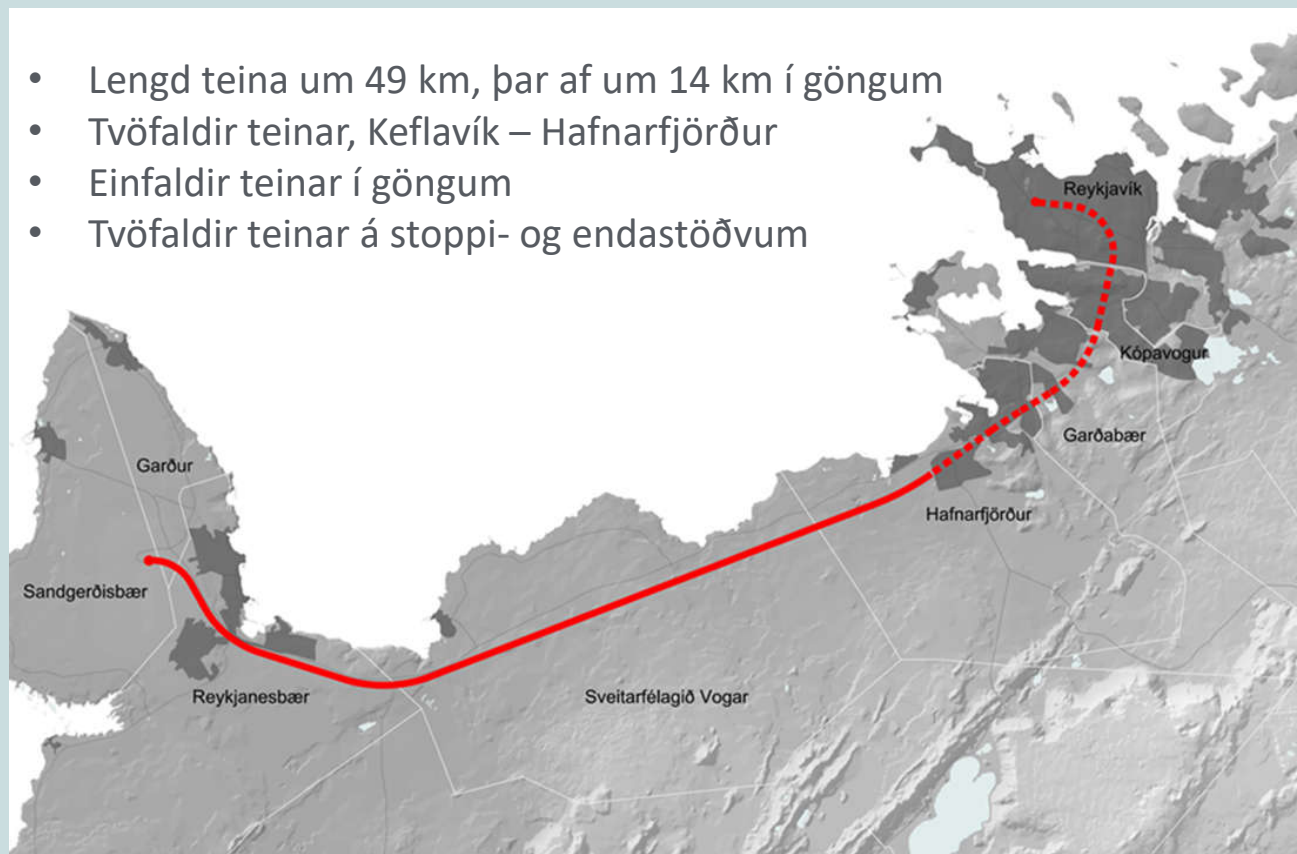 • Lengd teina um 49 km, þar af um 14 km í göngum
• Tvöfaldir teinar, Keflavík – Hafnarfjörður
• Einfaldir teinar í göngum
• Tvöfaldir teinar á stoppi- og endastöðvum
Reykjavík
Kópavogur
Garðabær
Garður
Hafnarfjörður
Sandgerðisbær
Reykjanesbær
Sveitarfélagið Vogar